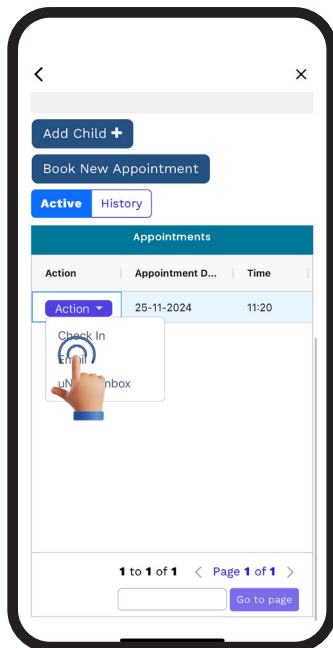 Add Child +
Book New Appointment
Active History
Appointments
Action Appointment D... Time
Action 25-11-2024 11:20
Check In
1 to 1 of 1 Page 1 of 1
Go to page